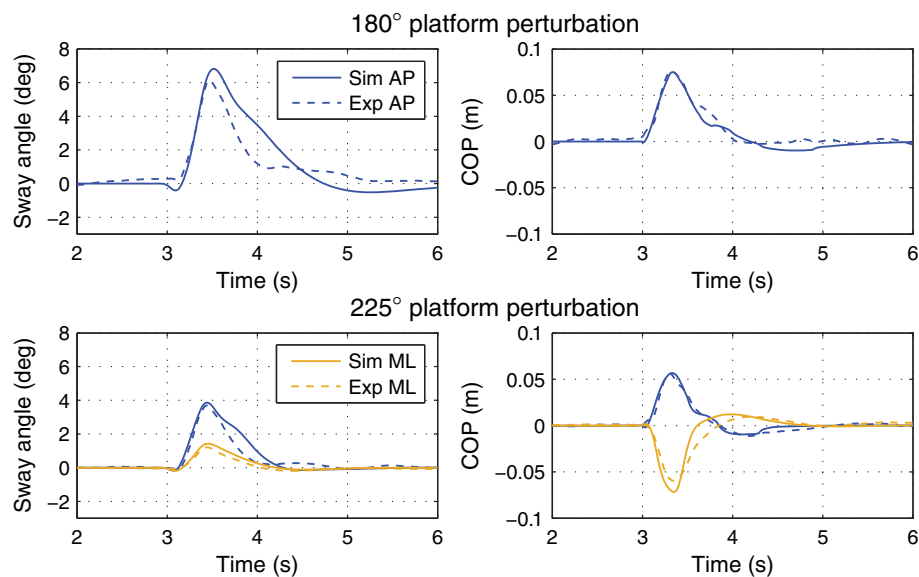 180° platform perturbation
Sway angle (deg)
8
6
4
2
0
−2
Sim AP
Exp AP
2 3 4 5 6
Time (s)
COP (m)
0.1
0.05
0
−0.05
−0.1
2 3 4 5 6
Time (s)
225° platform perturbation
Sway angle (deg)
8
6
4
2
0
−2
Sim ML
Exp ML
2 3 4 5 6
Time (s)
COP (m)
0.1
0.05
0
−0.05
−0.1
2 3 4 5 6
Time (s)